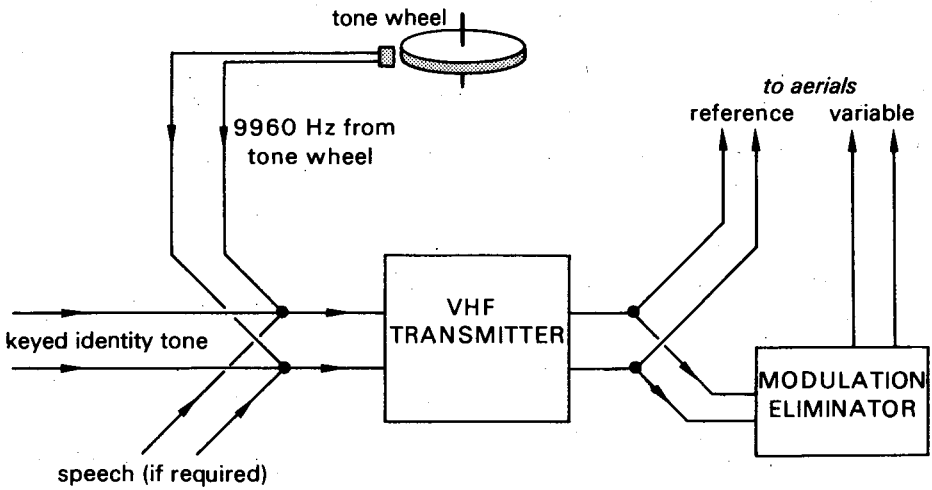 tone wheel
9960 Hz from
tone wheel
to aerials
reference
variable
VHF
TRANSMITTER
keyed identity tone
MODULATION
ELIMINATOR
speech (if required)